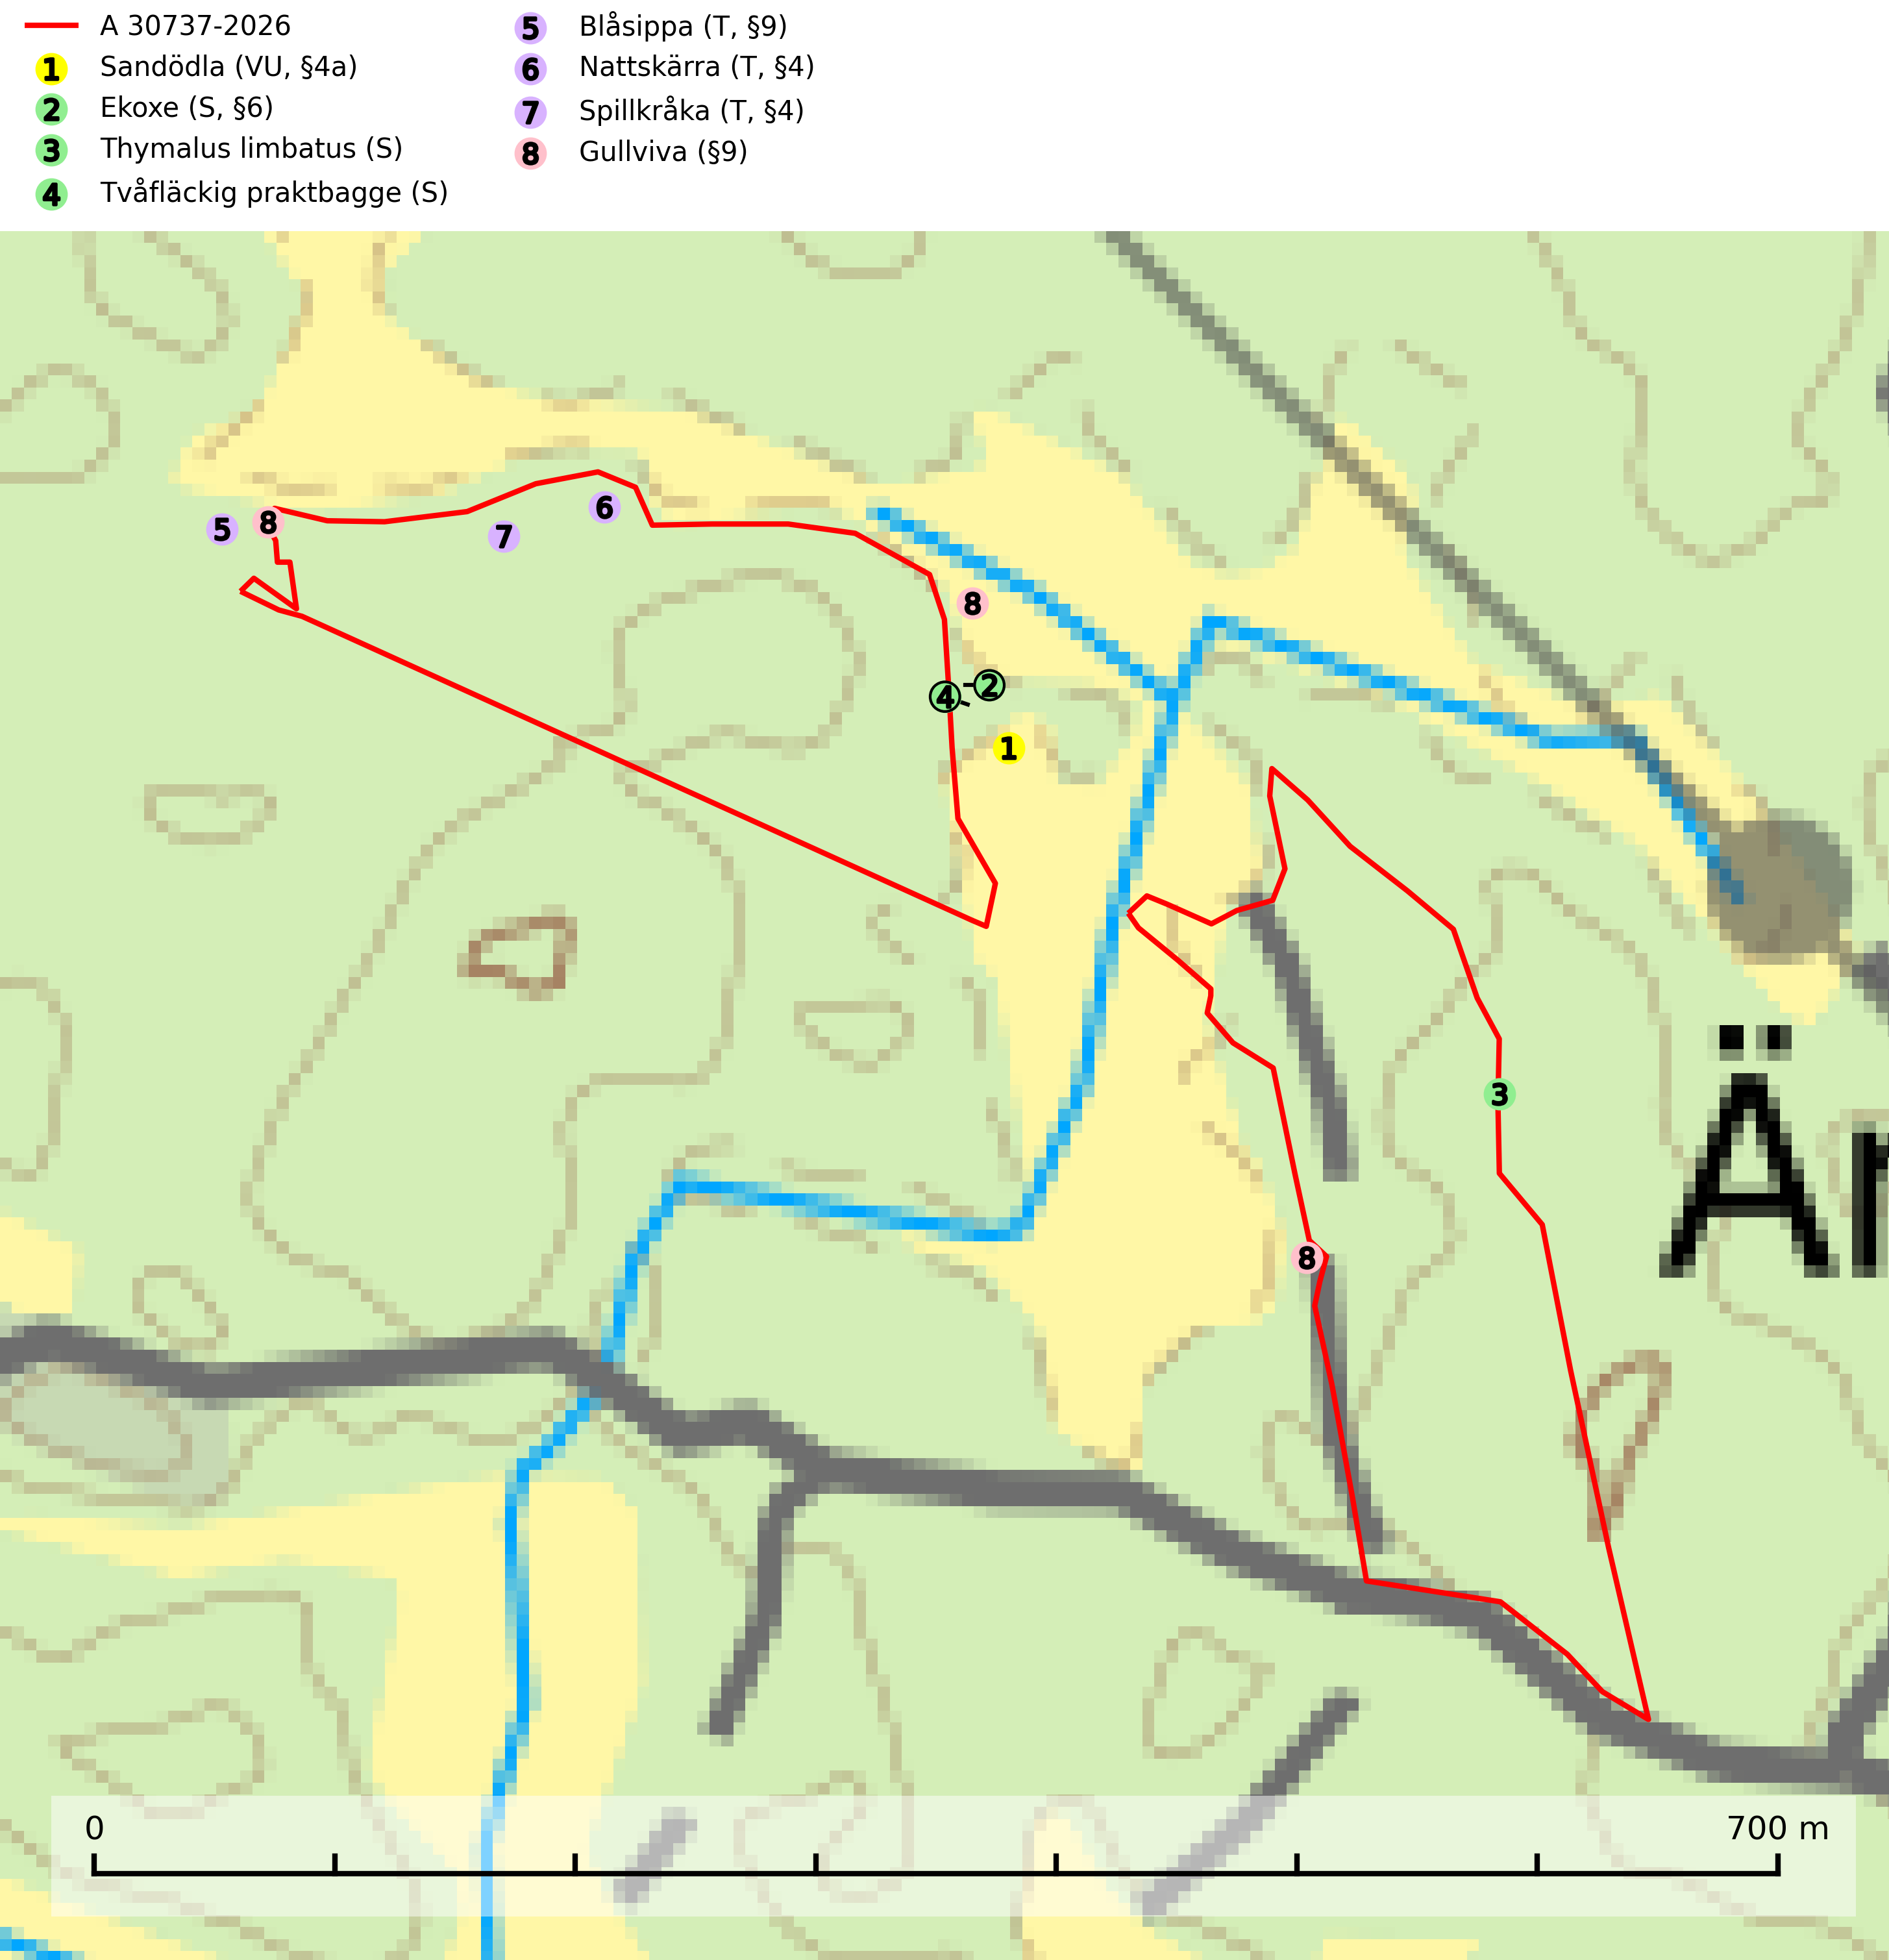 A 30737-2026
1 Sandödla (VU, §4a)
2 Ekoxe (S, §6)
3 Thymalus limbatus (S)
4 Tvåfläckig praktbagge (S)
5 Blåsippa (T, §9)
6 Nattskärra (T, §4)
7 Spillkråka (T, §4)
8 Gullviva (§9)
6
5
8
7
8
4
2
1
3
Är
8
0
700 m